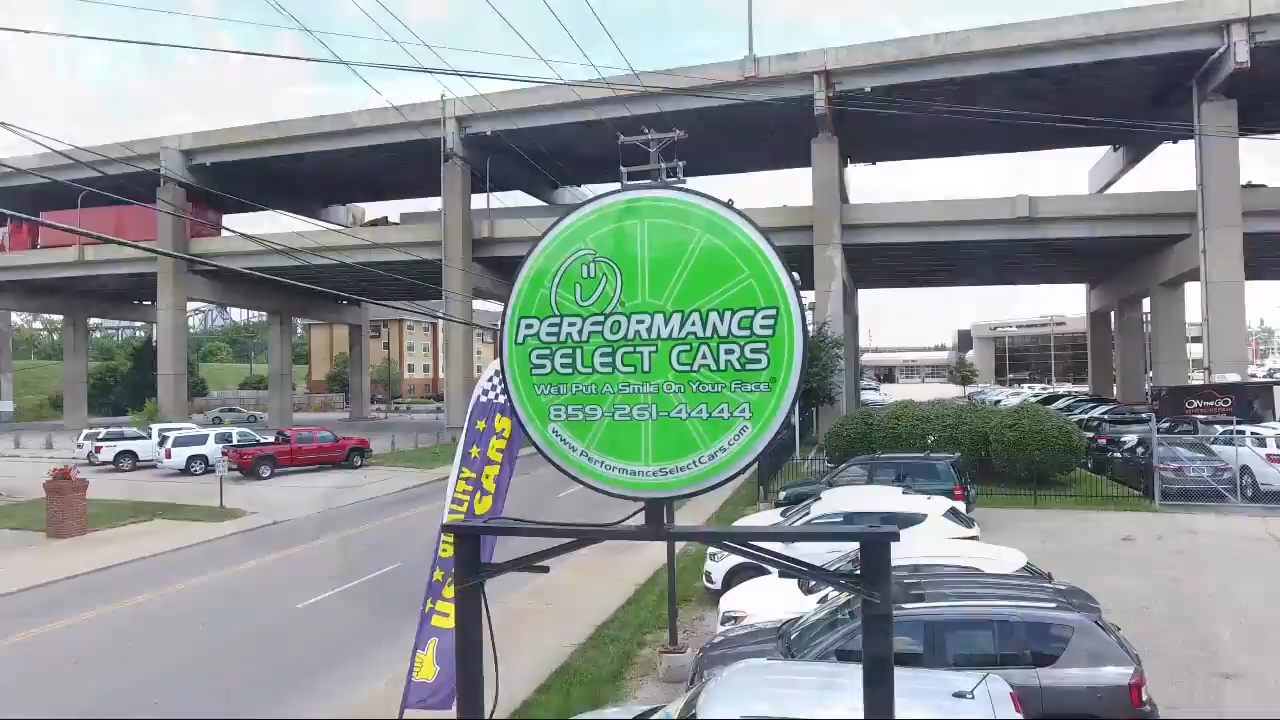 PERFORMANCE
SELECT CARS
We'll Put A Smile On Your Face.®
859-261-4444
www.PerformanceSelectCars.com
QUALITY
CARS
ON THE GO